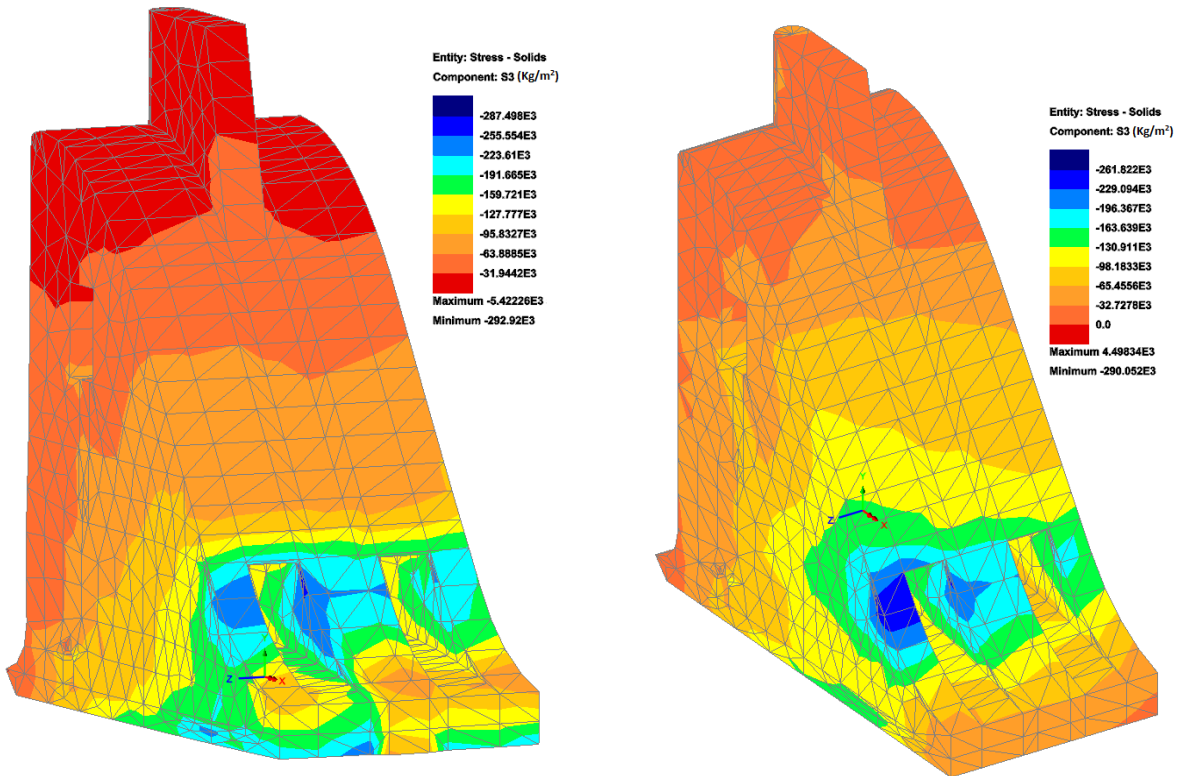 Entity: Stress - Solids
Component: S3 (Kg/m²)
-287.498E3
-255.554E3
-223.61E3
-191.665E3
-159.721E3
-127.777E3
-95.8327E3
-63.8885E3
-31.9442E3
Maximum -5.42226E3
Minimum -292.92E3
Z
X
Entity: Stress - Solids
Component: S3 (Kg/m²)
-261.822E3
-229.094E3
-196.367E3
-163.639E3
-130.911E3
-98.1833E3
-65.4556E3
-32.7278E3
0.0
Maximum 4.49834E3
Minimum -290.052E3
Y
Z
X